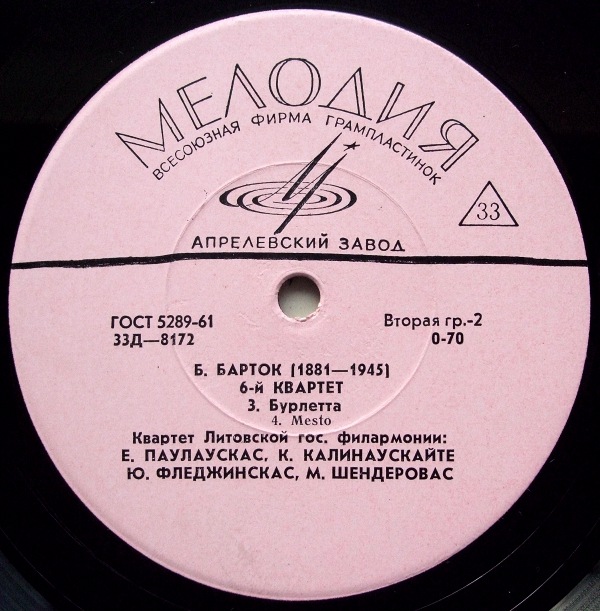 МЕЛОДИЯ
ВСЕСОЮЗНАЯ ФИРМА ГРАМПЛАСТИНОК
33
АПРЕЛЕВСКИЙ ЗАВОД
ГОСТ 5289-61 Вторая гр.-2
33Д—8172 0-70
Б. БАРТОК (1881—1945)
6-й КВАРТЕТ
3. Бурлетта
4. Mesto
Квартет Литовской гос. филармонии:
Е. ПАУЛАУСКАС, К. КАЛИНАУСКАЙТЕ
Ю. ФЛЕДЖИНСКАС, М. ШЕНДЕРОВАС